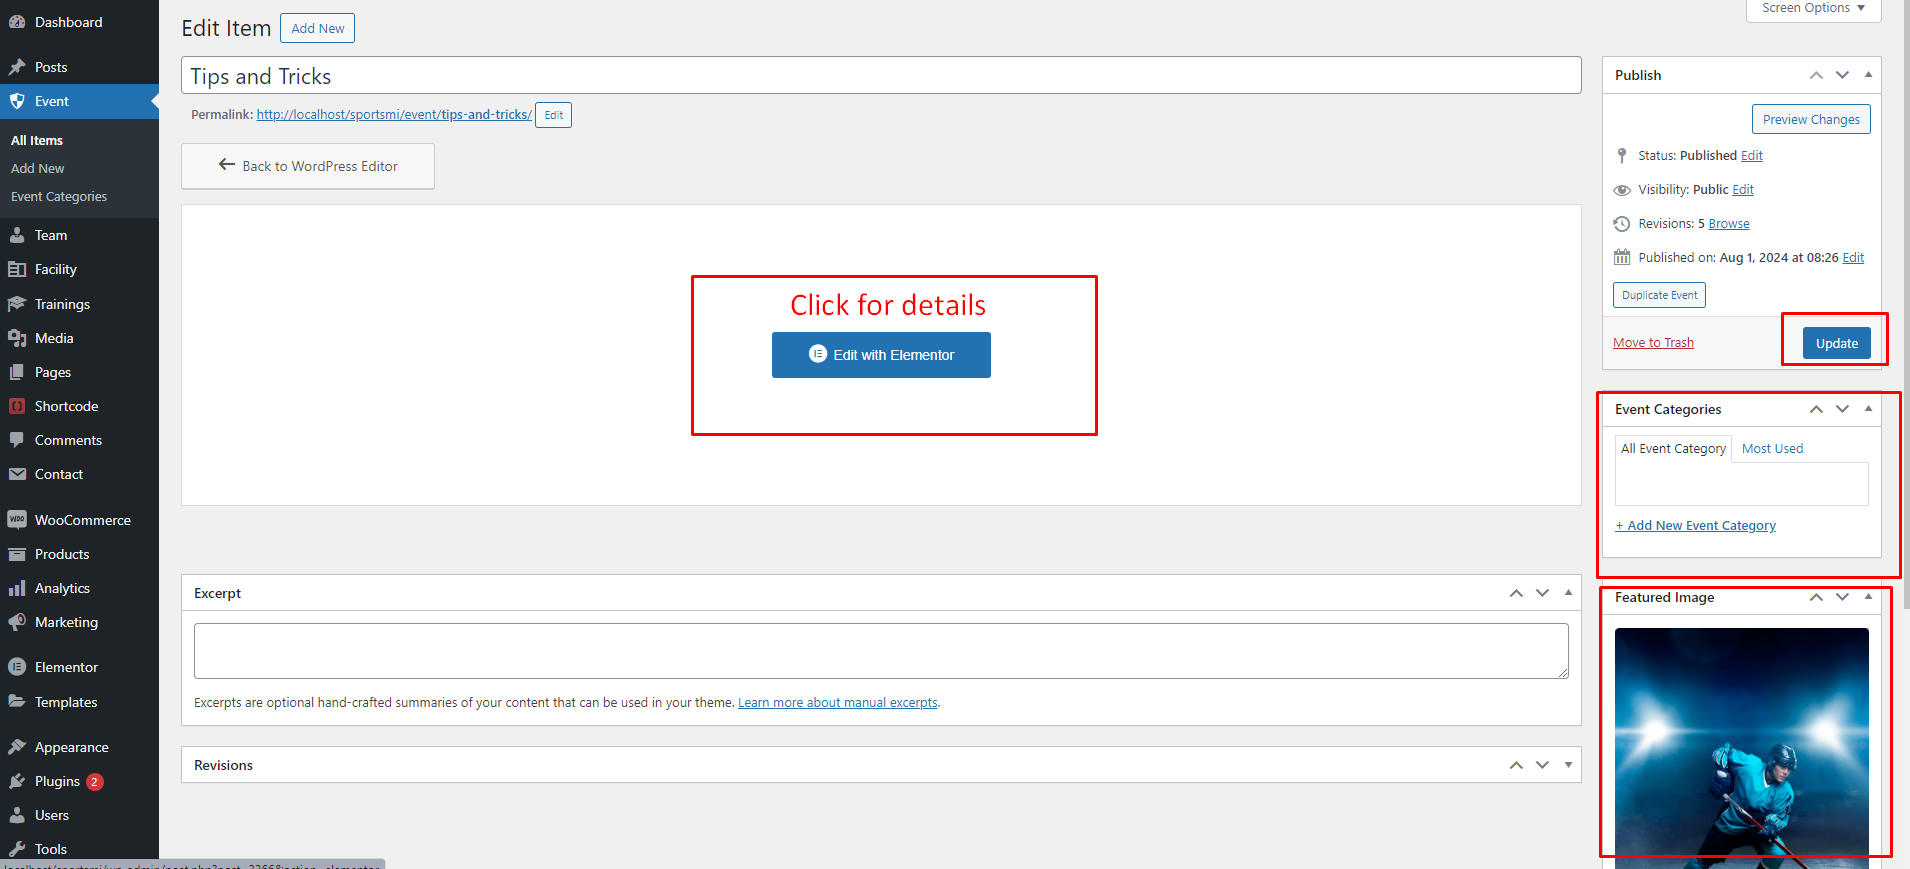 Dashboard
Posts
Event
All Items
Add New
Event Categories
Team
Facility
Trainings
Media
Pages
Shortcode
Comments
Contact
WooCommerce
Products
Analytics
Marketing
Elementor
Templates
Appearance
Plugins 2
Users
Tools
Screen Options
Edit Item Add New
Tips and Tricks
Permalink: http://localhost/sportsmi/event/tips-and-tricks/ Edit
Back to WordPress Editor
Click for details
Edit with Elementor
Excerpt
Excerpts are optional hand-crafted summaries of your content that can be used in your theme. Learn more about manual excerpts.
Revisions
Publish
Preview Changes
Status: Published Edit
Visibility: Public Edit
Revisions: 5 Browse
Published on: Aug 1, 2024 at 08:26 Edit
Duplicate Event
Move to Trash Update
Event Categories
All Event Category Most Used
+ Add New Event Category
Featured Image